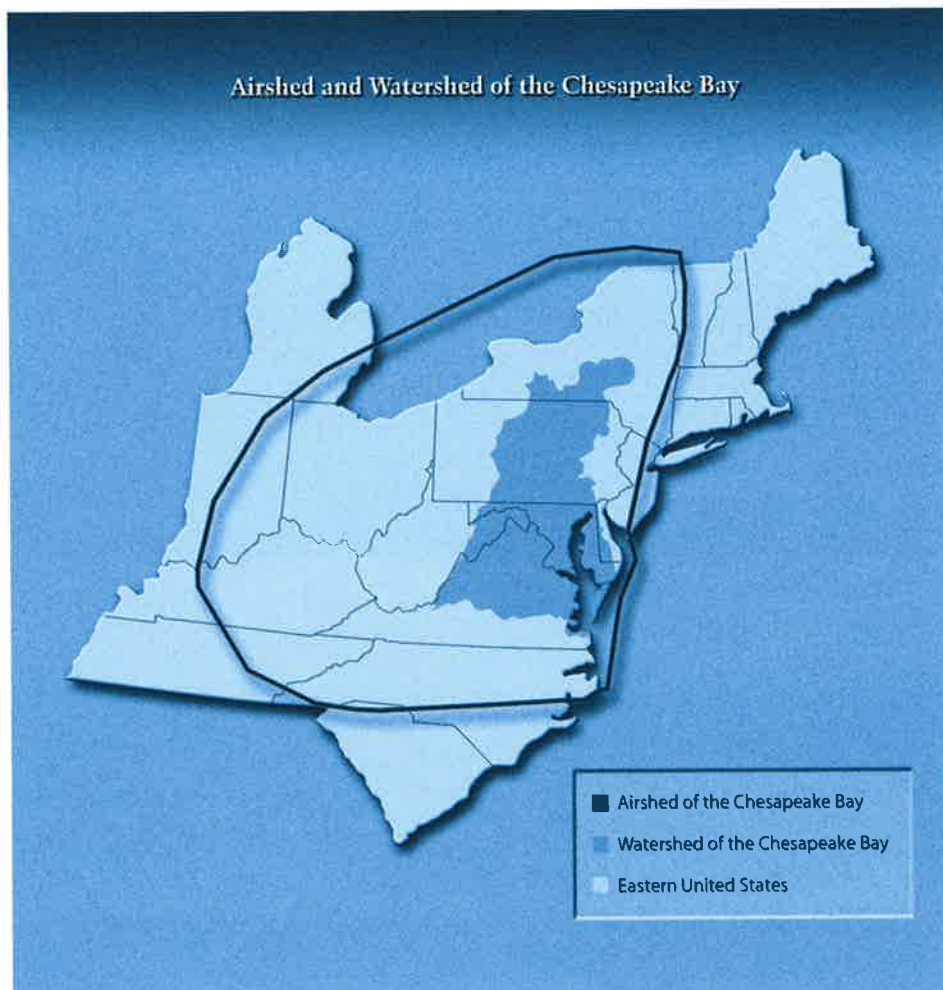 Airshed and Watershed of the Chesapeake Bay
Airshed of the Chesapeake Bay
Watershed of the Chesapeake Bay
Eastern United States